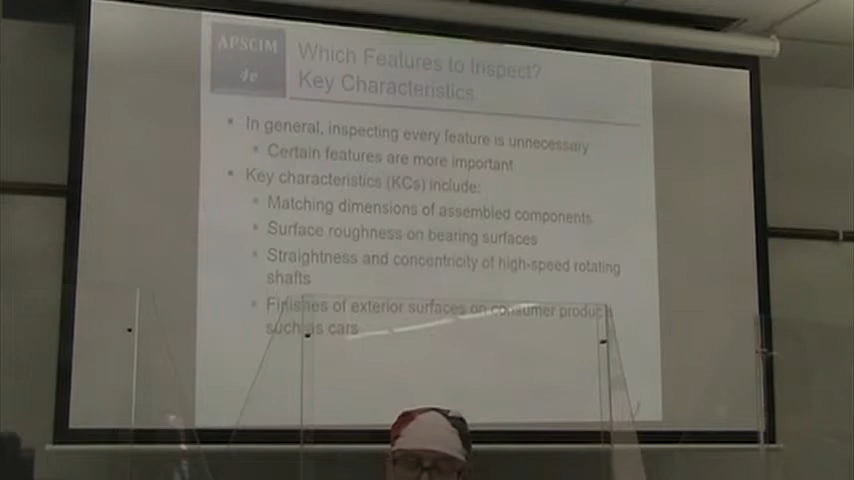 APSCIM
4e
Which Features to Inspect?
Key Characteristics
In general, inspecting every feature is unnecessary
Certain features are more important
Key characteristics (KCs) include:
Matching dimensions of assembled components
Surface roughness on bearing surfaces
Straightness and concentricity of high-speed rotating
shafts
Finishes of exterior surfaces on consumer products
such as cars